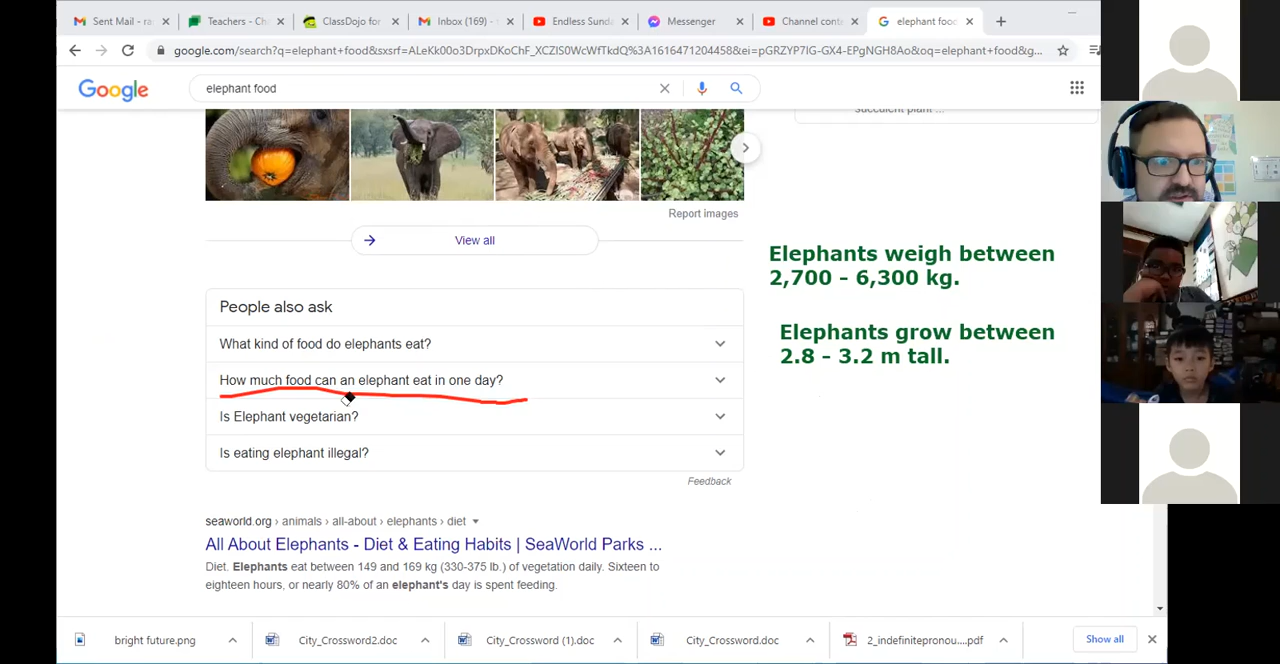 Sent Mail - ra
Teachers - Ch
ClassDojo for
Inbox (169) -
Endless Sund
Messenger
Channel cont
elephant food
google.com/search?q=elephant+food&sxsrf=ALeKk00o3DrpxDKoChF_XCZIS0WcWfTkdQ%3A1616471204458&ei=pGRZYP7IG-GX4-EPgNGH8Ao&oq=elephant+food&g...
Google
elephant food
succulent plant ...
Report images
View all
Elephants weigh between
2,700 - 6,300 kg.
People also ask
Elephants grow between
2.8 - 3.2 m tall.
What kind of food do elephants eat?
How much food can an elephant eat in one day?
Is Elephant vegetarian?
Is eating elephant illegal?
Feedback
seaworld.org › animals › all-about › elephants › diet
All About Elephants - Diet & Eating Habits | SeaWorld Parks ...
Diet. Elephants eat between 149 and 169 kg (330-375 lb.) of vegetation daily. Sixteen to
eighteen hours, or nearly 80% of an elephant's day is spent feeding.
bright future.png
City_Crossword2.doc
City_Crossword (1).doc
City_Crossword.doc
2_indefinitepronou....pdf
Show all